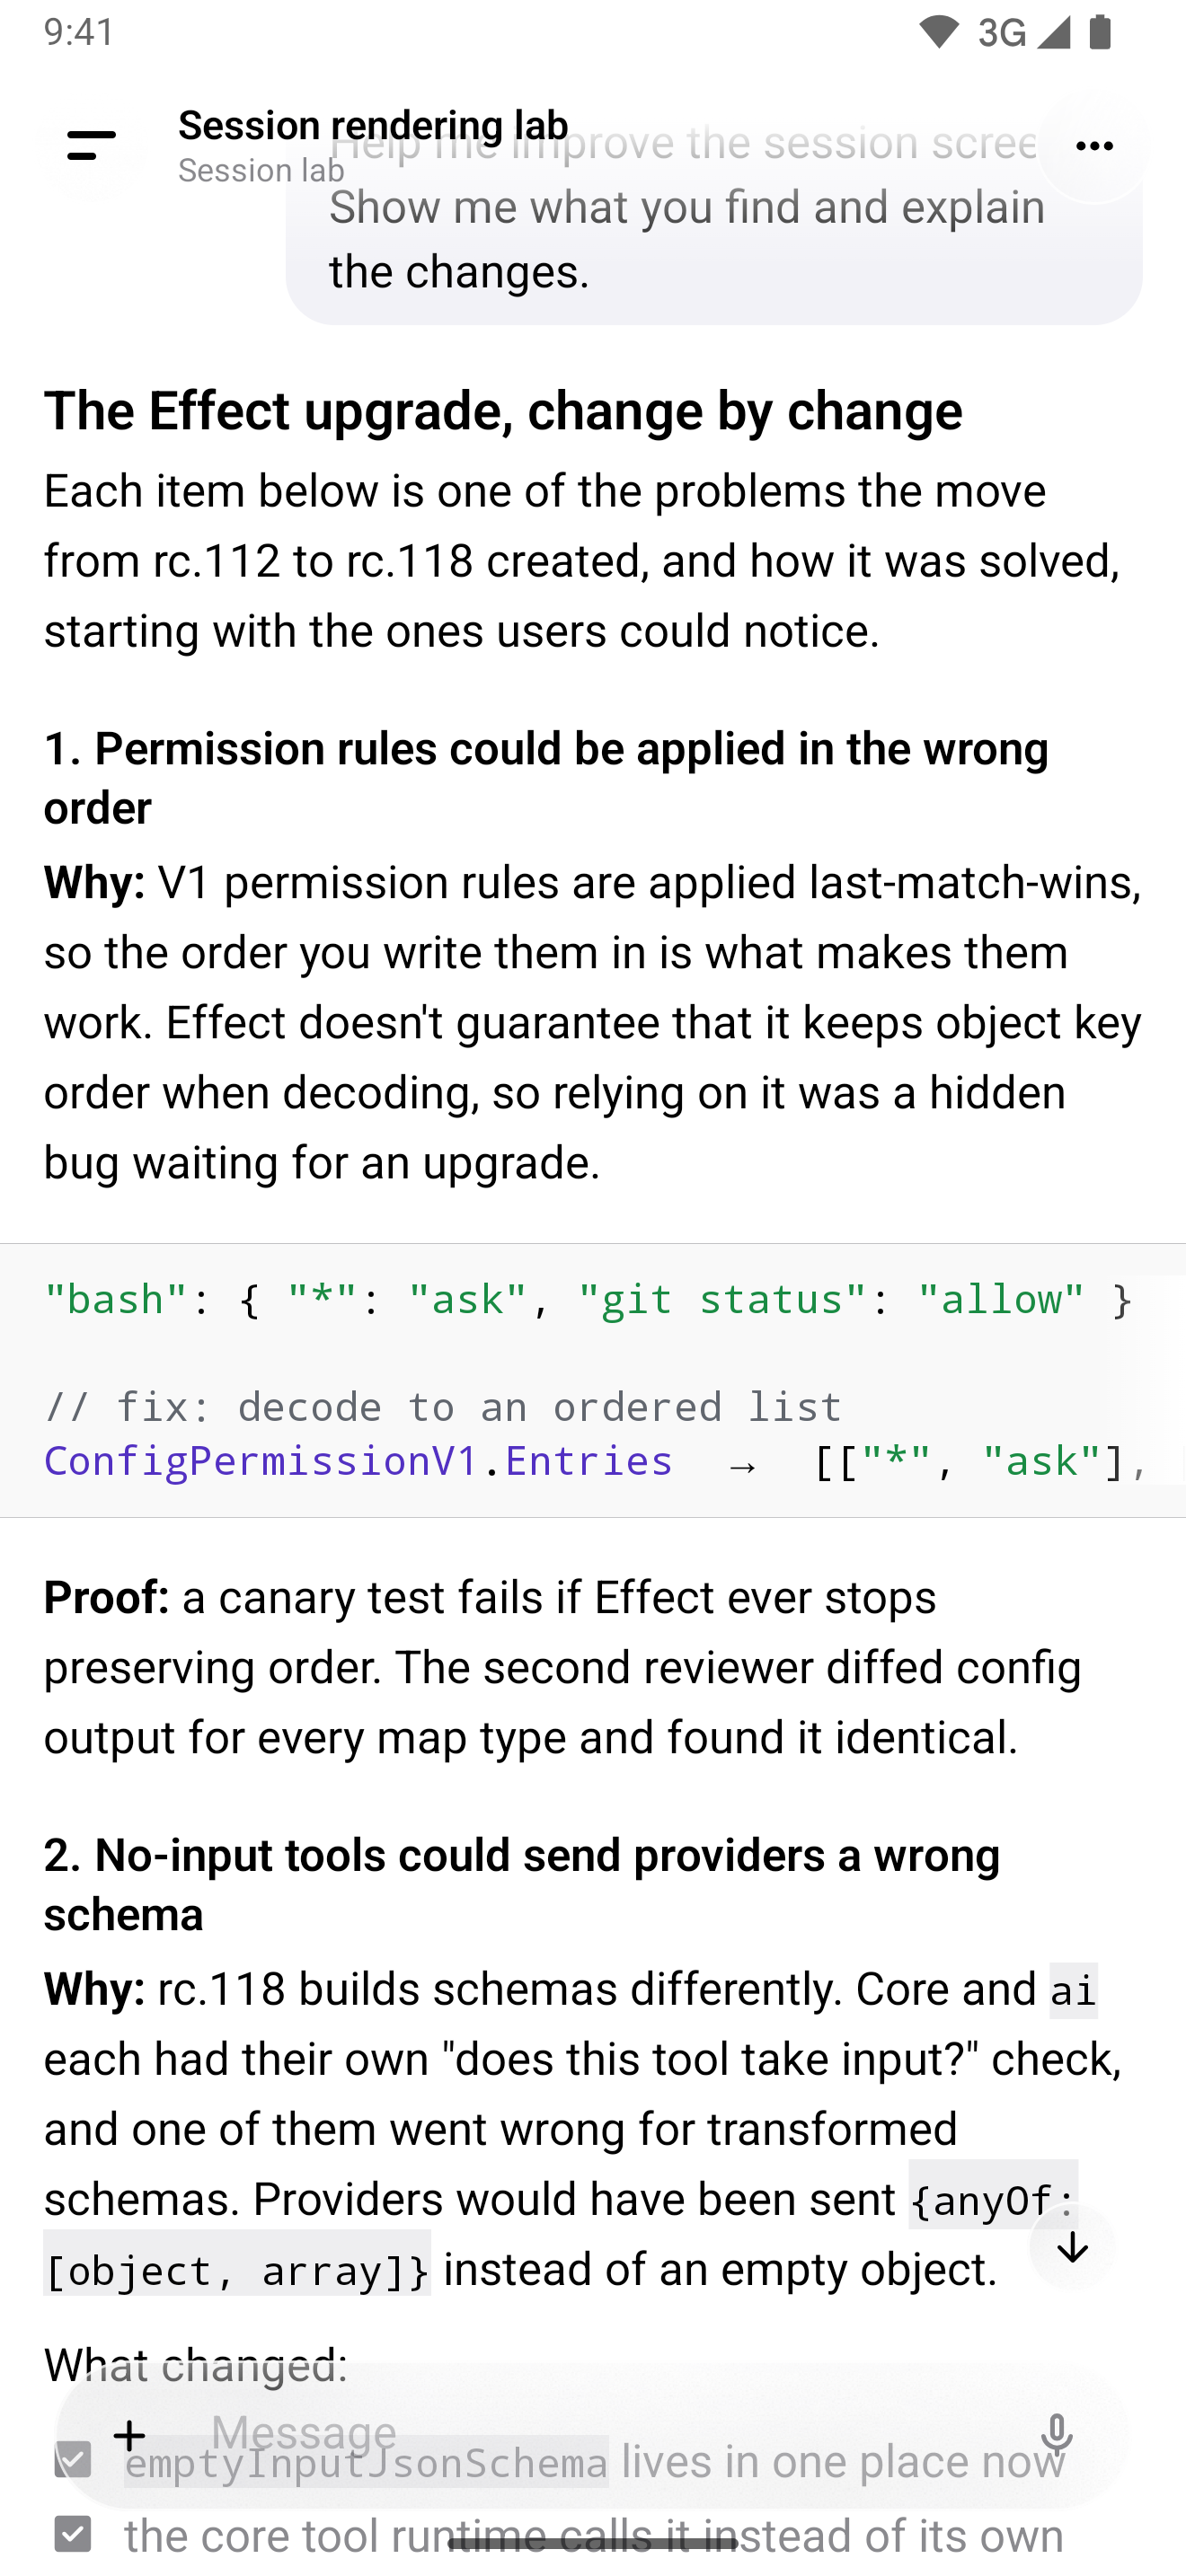 9:41
3G
Session rendering lab
Session lab
Help me improve the session scree
Show me what you find and explain
the changes.
The Effect upgrade, change by change
Each item below is one of the problems the move
from rc.112 to rc.118 created, and how it was solved,
starting with the ones users could notice.
1. Permission rules could be applied in the wrong
order
Why: V1 permission rules are applied last-match-wins,
so the order you write them in is what makes them
work. Effect doesn't guarantee that it keeps object key
order when decoding, so relying on it was a hidden
bug waiting for an upgrade.
"bash": { "*": "ask", "git status": "allow" }
// fix: decode to an ordered list
ConfigPermissionV1.Entries → [["*", "ask"],
Proof: a canary test fails if Effect ever stops
preserving order. The second reviewer diffed config
output for every map type and found it identical.
2. No-input tools could send providers a wrong
schema
Why: rc.118 builds schemas differently. Core and ai
each had their own "does this tool take input?" check,
and one of them went wrong for transformed
schemas. Providers would have been sent {anyOf:
[object, array]} instead of an empty object.
What changed:
Message
emptyInputJsonSchema lives in one place now
the core tool runtime calls it instead of its own